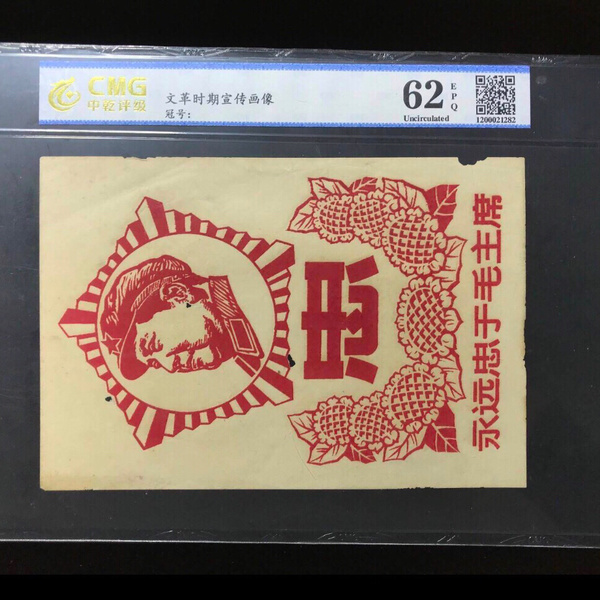 CMG
中乾评级
文革时期宣传画像
冠号:
62
EPQ
Uncirculated
1200021282
忠
永远忠于毛主席